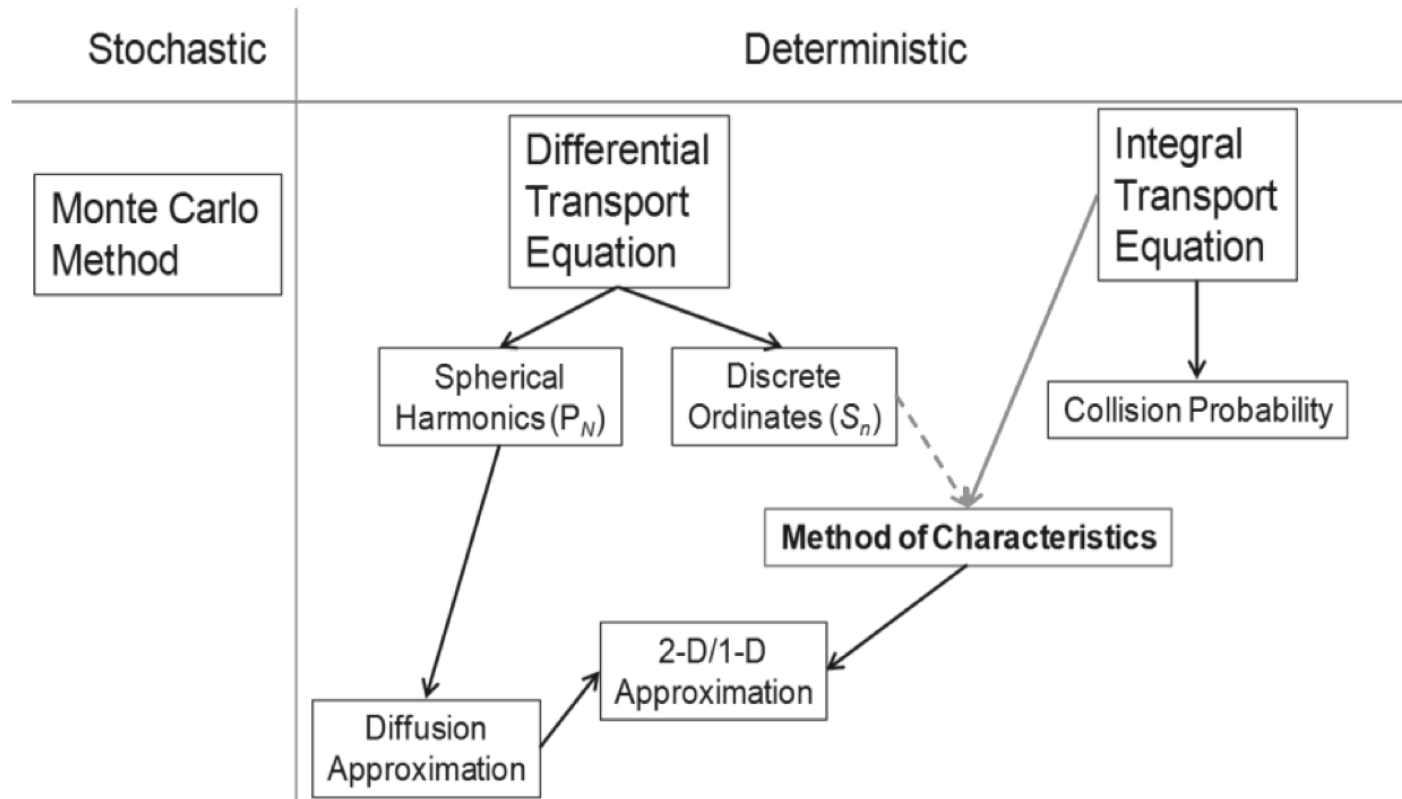 Stochastic
Deterministic
Monte Carlo
Method
Differential
Transport
Equation
Integral
Transport
Equation
Spherical
Harmonics (P_N)
Discrete
Ordinates (S_n)
Collision Probability
Method of Characteristics
2-D/1-D
Approximation
Diffusion
Approximation